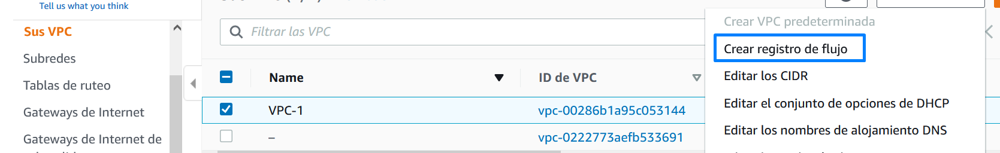 Tell us what you think
Sus VPC
Subredes
Tablas de ruteo
Gateways de Internet
Gateways de Internet de
Filtrar las VPC
Name
ID de VPC
VPC-1
vpc-00286b1a95c053144
–
vpc-0222773aefb533691
Crear VPC predeterminada
Crear registro de flujo
Editar los CIDR
Editar el conjunto de opciones de DHCP
Editar los nombres de alojamiento DNS